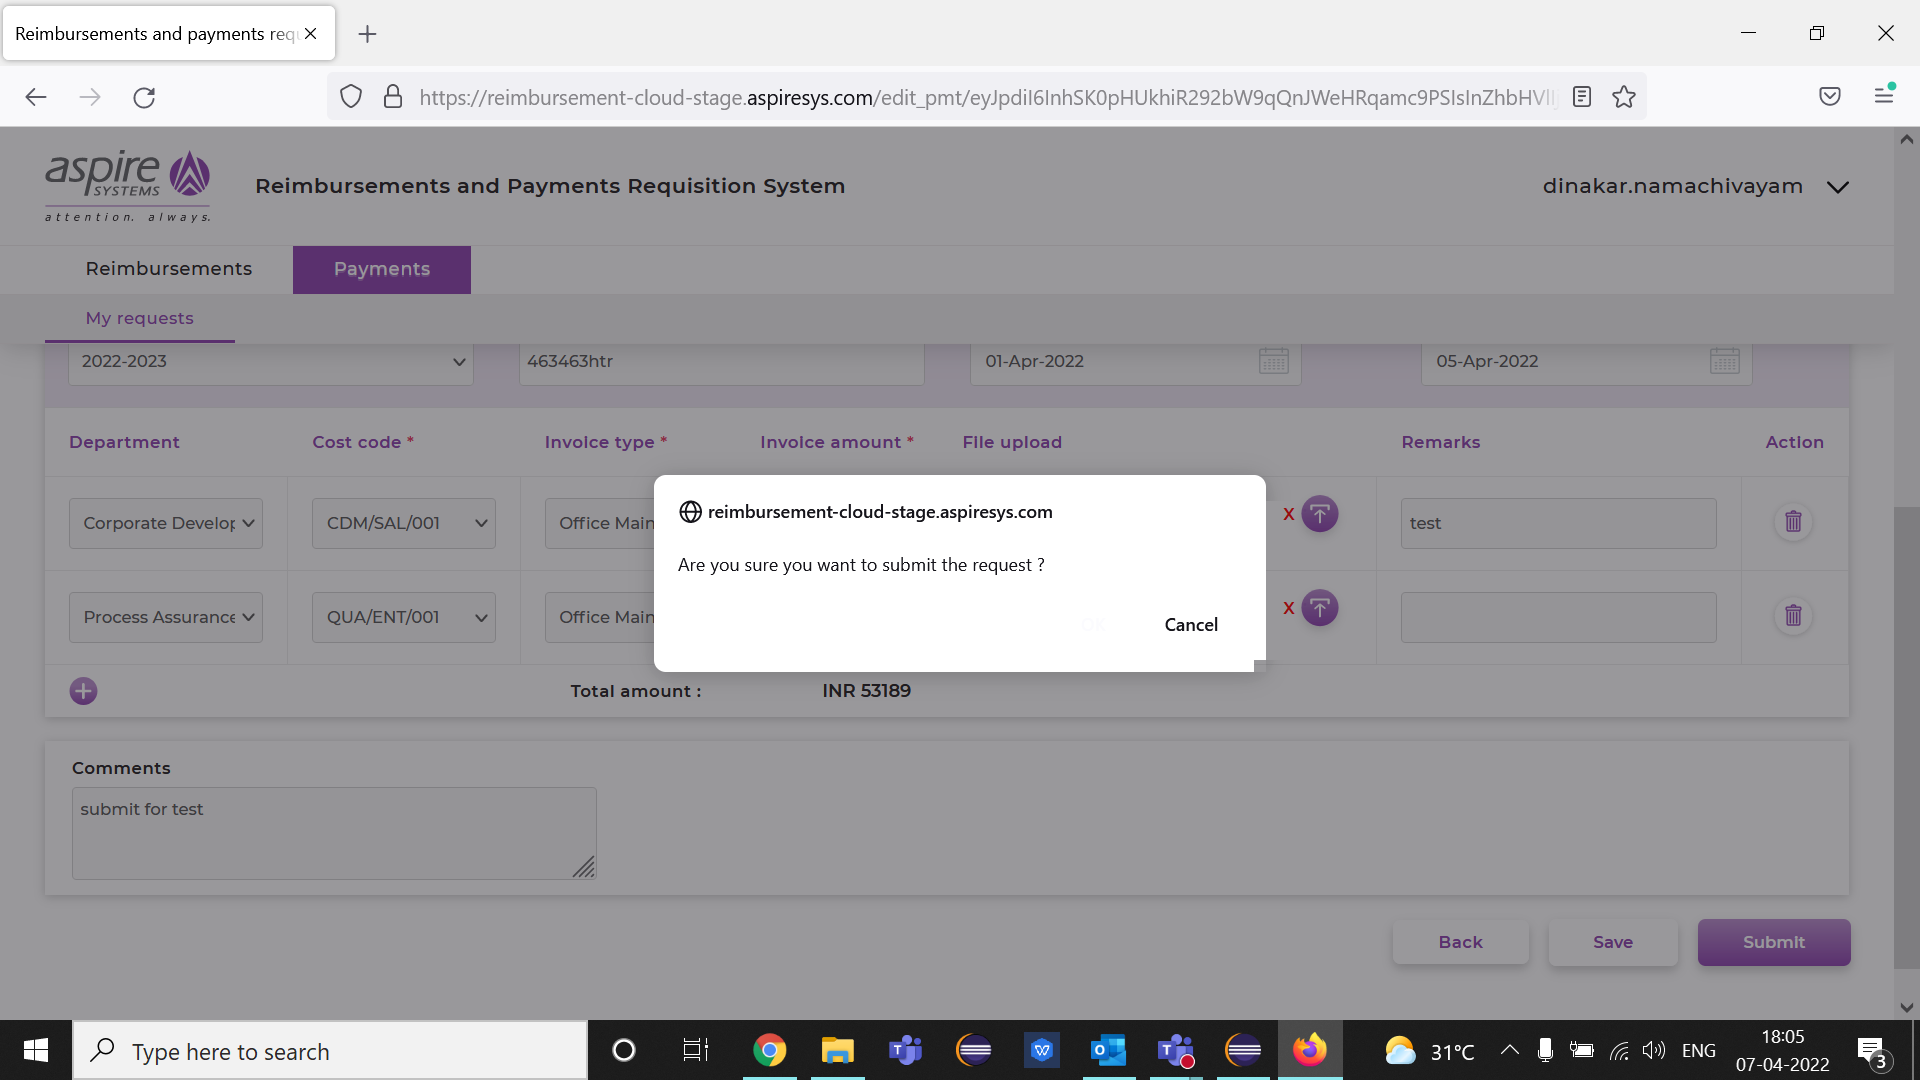 Reimbursements and payments req
https://reimbursement-cloud-stage.aspiresys.com/edit_pmt/eyJpdiI6InhSK0pHUkhiR292bW9qQnJWeHRqamc9PSIsInZhbHVlIj
aspire
SYSTEMS
attention. always.
Reimbursements and Payments Requisition System
dinakar.namachivayam
Reimbursements
Payments
My requests
2022-2023
463463htr
01-Apr-2022
05-Apr-2022
Department
Cost code *
Invoice type *
Invoice amount *
File upload
Remarks
Action
Corporate Develop
CDM/SAL/001
Office Main
X
test
reimbursement-cloud-stage.aspiresys.com
Are you sure you want to submit the request ?
OK
Cancel
Process Assurance
QUA/ENT/001
Office Main
X
Total amount :
INR 53189
Comments
submit for test
Back
Save
Submit
Type here to search
31°C
ENG
18:05
07-04-2022
3